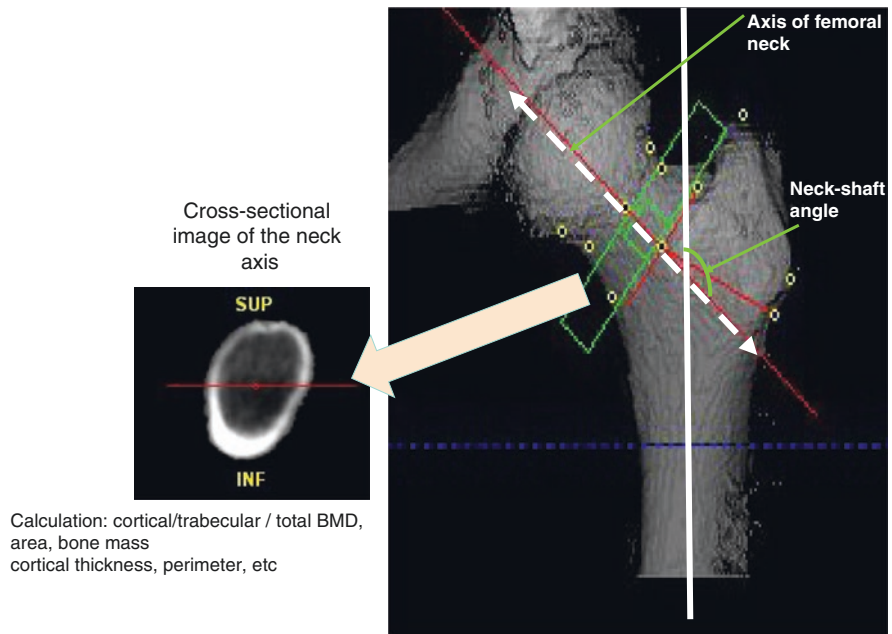 Axis of femoral
neck
Neck-shaft
angle
Cross-sectional
image of the neck
axis
SUP
INF
Calculation: cortical/trabecular / total BMD,
area, bone mass
cortical thickness, perimeter, etc